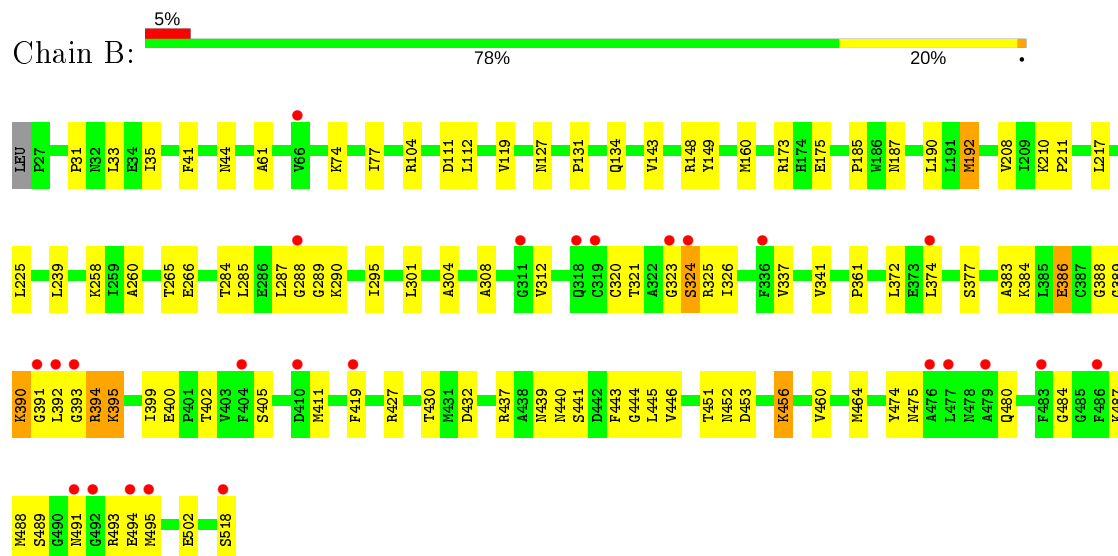 5%
Chain B:
78% 20% •
LEU P27 P31 N32 L33 E34 I35 F41 N44 A61 V66 K74 I77 R104 D111 L112 V119 N127 P131 Q134 V143 R148 Y149 M160 R173 H174 E175 P185 W186 N187 L190 L191 M192 V208 I209 K210 P211 L217
L225 L239 K258 I259 A260 T265 E266 T284 L285 E286 L287 G288 G289 K290 I295 L301 A304 A308 G311 V312 Q318 C319 C320 T321 A322 G323 S324 R325 I326 F336 V337 V341 P361 L372 E373 L374 S377 A383 K384 L385 E386 C387 G388 G389
K390 G391 L392 G393 R394 K395 I399 E400 P401 T402 V403 F404 S405 D410 M411 F419 R427 T430 M431 D432 R437 A438 N439 N440 S441 D442 F443 G444 L445 V446 T451 N452 D453 K456 V460 M464 Y474 N475 A476 L477 N478 A479 Q480 F483 G484 G485 F486 K487
M488 S489 G490 N491 G492 R493 E494 M495 E502 S518